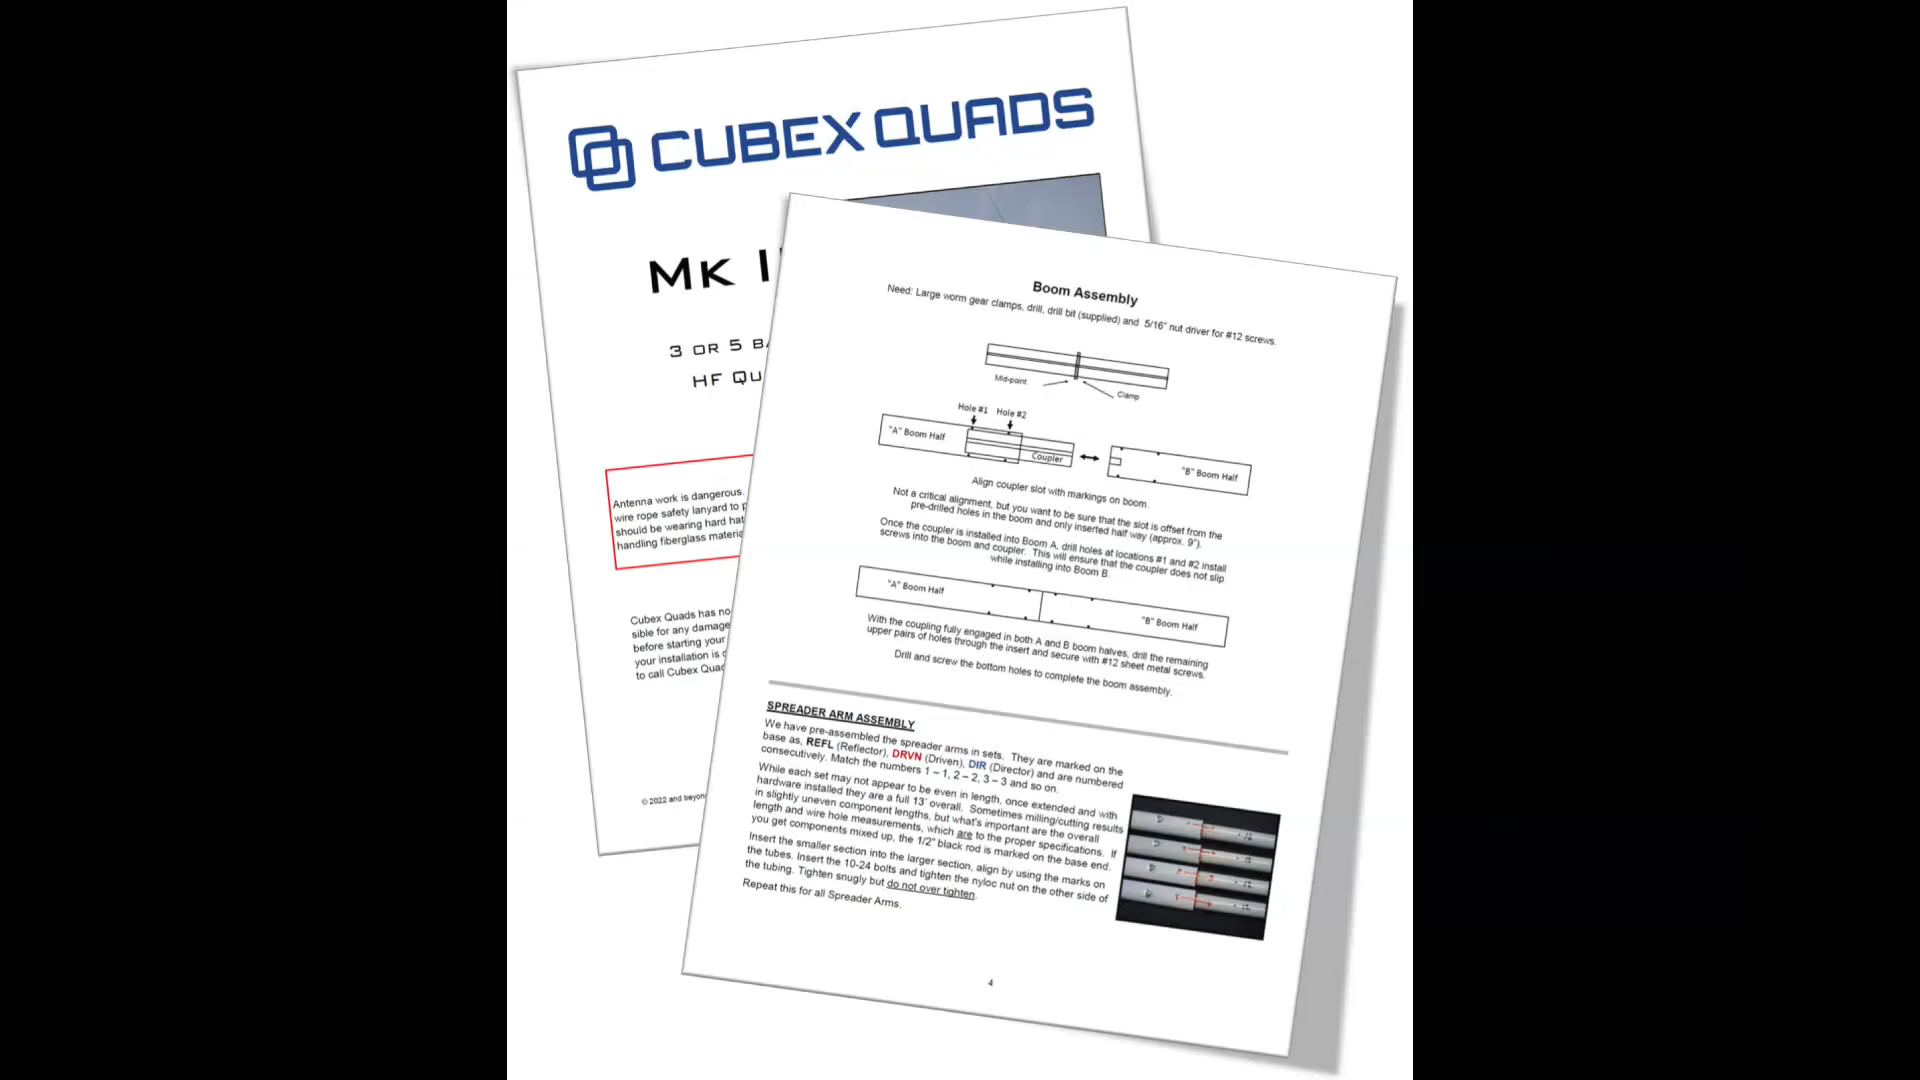 CUBEX QUADS
MK
3 OR 5
HF
Antenna work is dangerous.
wire rope safety lanyard to
should be wearing hard
handling fiberglass
Cubex Quads has no
sible for any damage
before starting your
your installation is
to call Cubex
© 2022 and
Boom Assembly
Need: Large worm gear clamps, drill, drill bit (supplied) and 5/16" nut driver for #12 screws.
Mid-point
Clamp
Hole #1 Hole #2
"A" Boom Half
Coupler
"B" Boom Half
Align coupler slot with markings on boom.
Not a critical alignment, but you want to be sure that the slot is offset from the
pre-drilled holes in the boom and only inserted half way (approx. 9").
Once the coupler is installed into Boom A, drill holes at locations #1 and #2 install
screws into the boom and coupler. This will ensure that the coupler does not slip
while installing into Boom B.
"A" Boom Half
"B" Boom Half
With the coupling fully engaged in both A and B boom halves, drill the remaining
upper pairs of holes through the insert and secure with #12 sheet metal screws.
Drill and screw the bottom holes to complete the boom assembly.
SPREADER ARM ASSEMBLY
We have pre-assembled the spreader arms in sets. They are marked on the
base as, REFL (Reflector), DRVN (Driven), DIR (Director) and are numbered
consecutively. Match the numbers 1 – 1, 2 – 2, 3 – 3 and so on.
While each set may not appear to be even in length, once extended and with
hardware installed they are a full 13' overall. Sometimes milling/cutting results
in slightly uneven component lengths, but what's important are the overall
length and wire hole measurements, which are to the proper specifications. If
you get components mixed up, the 1/2" black rod is marked on the base end.
Insert the smaller section into the larger section, align by using the marks on
the tubes. Insert the 10-24 bolts and tighten the nyloc nut on the other side of
the tubing. Tighten snugly but do not over tighten.
Repeat this for all Spreader Arms.
4